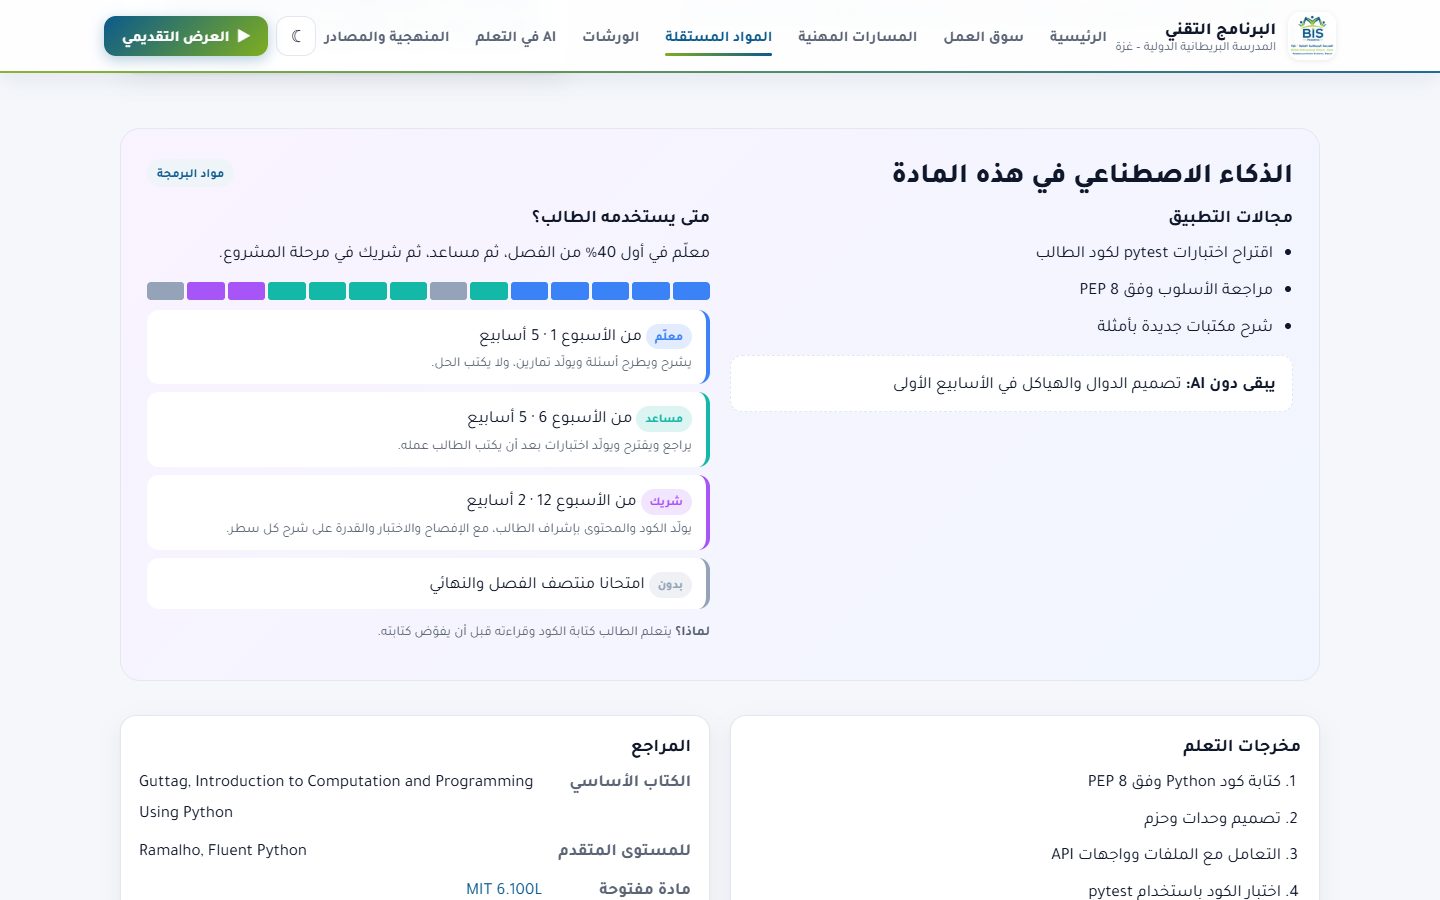 BIS
البرنامج التقني
المدرسة البريطانية الدولية - غزة
الرئيسية
سوق العمل
المسارات المهنية
المواد المستقلة
الورشات
AI في التعلم
المنهجية والمصادر
العرض التقديمي
الذكاء الاصطناعي في هذه المادة
مواد البرمجة
مجالات التطبيق
• اقتراح اختبارات pytest لكود الطالب
• مراجعة الأسلوب وفق PEP 8
• شرح مكتبات جديدة بأمثلة
يبقى دون AI: تصميم الدوال والهياكل في الأسابيع الأولى
متى يستخدمه الطالب؟
معلّم في أول 40% من الفصل، ثم مساعد، ثم شريك في مرحلة المشروع.
معلّم من الأسبوع 1 · 5 أسابيع
يشرح ويطرح أسئلة ويولّد تمارين، ولا يكتب الحل.
مساعد من الأسبوع 6 · 5 أسابيع
يراجع ويقترح ويولّد اختبارات بعد أن يكتب الطالب عمله.
شريك من الأسبوع 12 · 2 أسابيع
يولّد الكود والمحتوى بإشراف الطالب، مع الإفصاح والاختبار والقدرة على شرح كل سطر.
بدون امتحانا منتصف الفصل والنهائي
لماذا؟ يتعلم الطالب كتابة الكود وقراءته قبل أن يفوّض كتابته.
مخرجات التعلم
1. كتابة كود Python وفق PEP 8
2. تصميم وحدات وحزم
3. التعامل مع الملفات وواجهات API
4. اختبار الكود باستخدام pytest
المراجع
الكتاب الأساسي
Guttag, Introduction to Computation and Programming
Using Python
للمستوى المتقدم
Ramalho, Fluent Python
مادة مفتوحة
MIT 6.100L